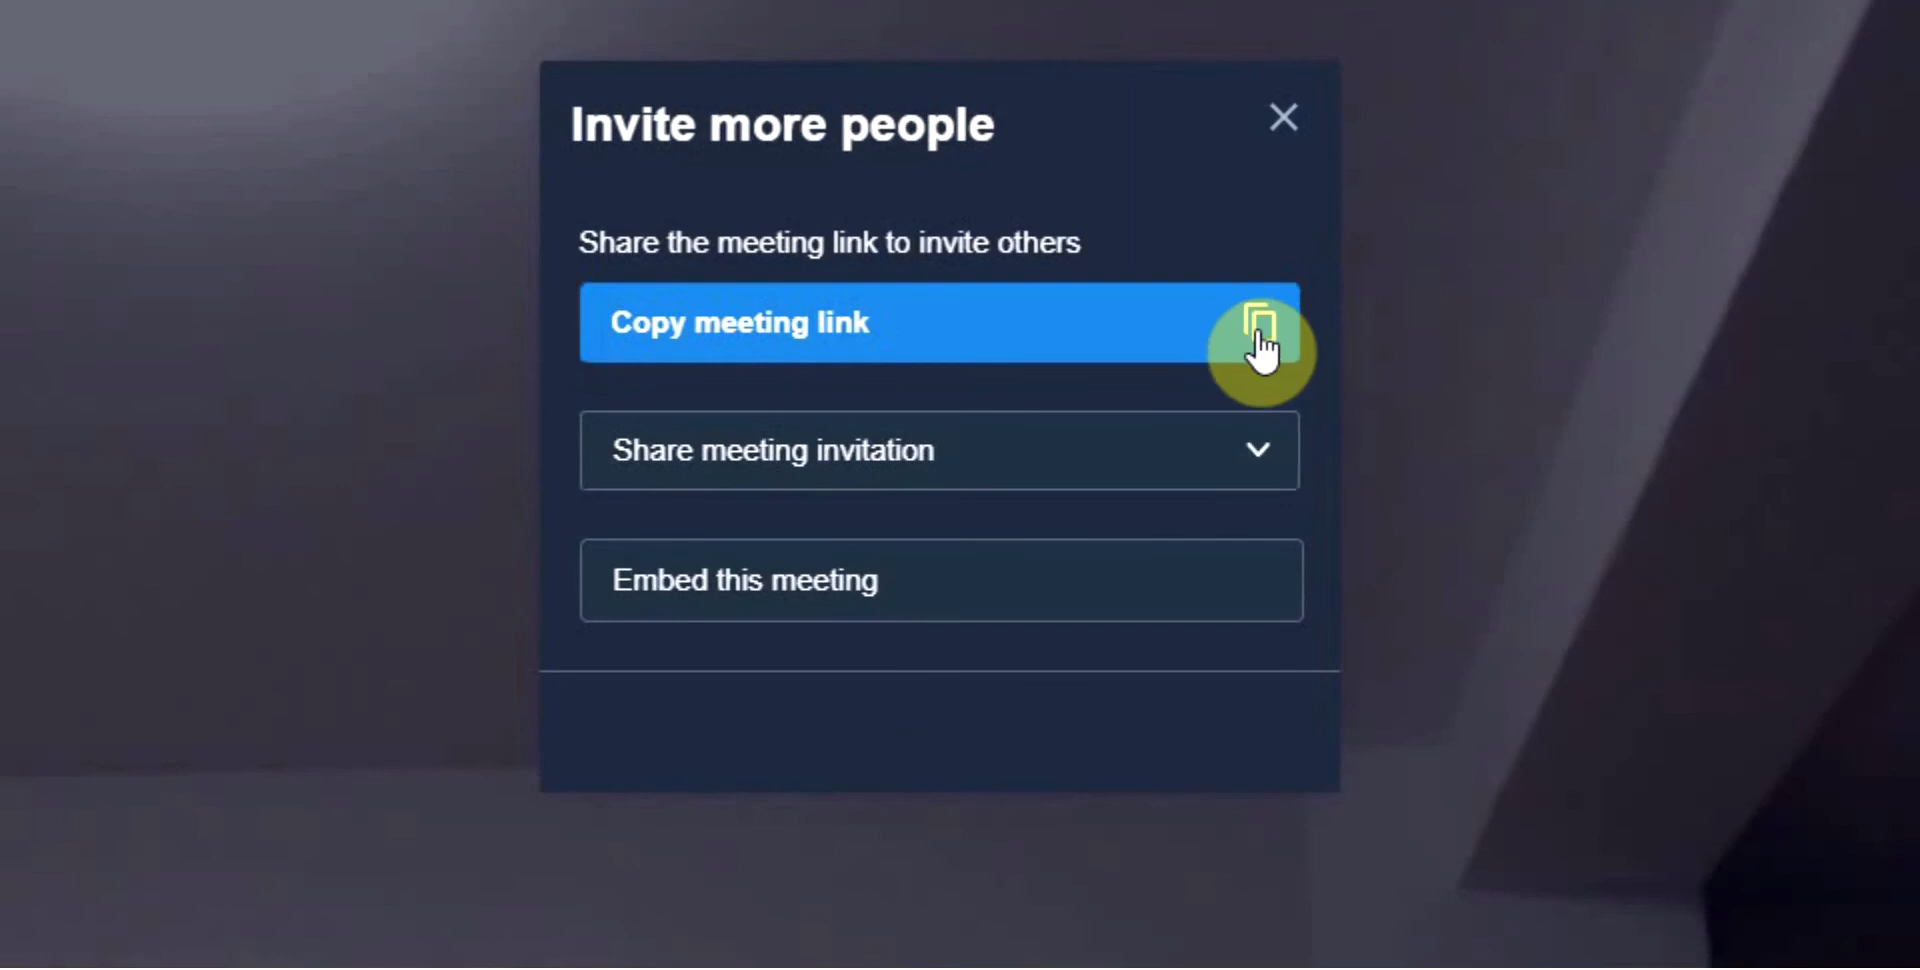 Invite more people
Share the meeting link to invite others
Copy meeting link
Share meeting invitation
Embed this meeting